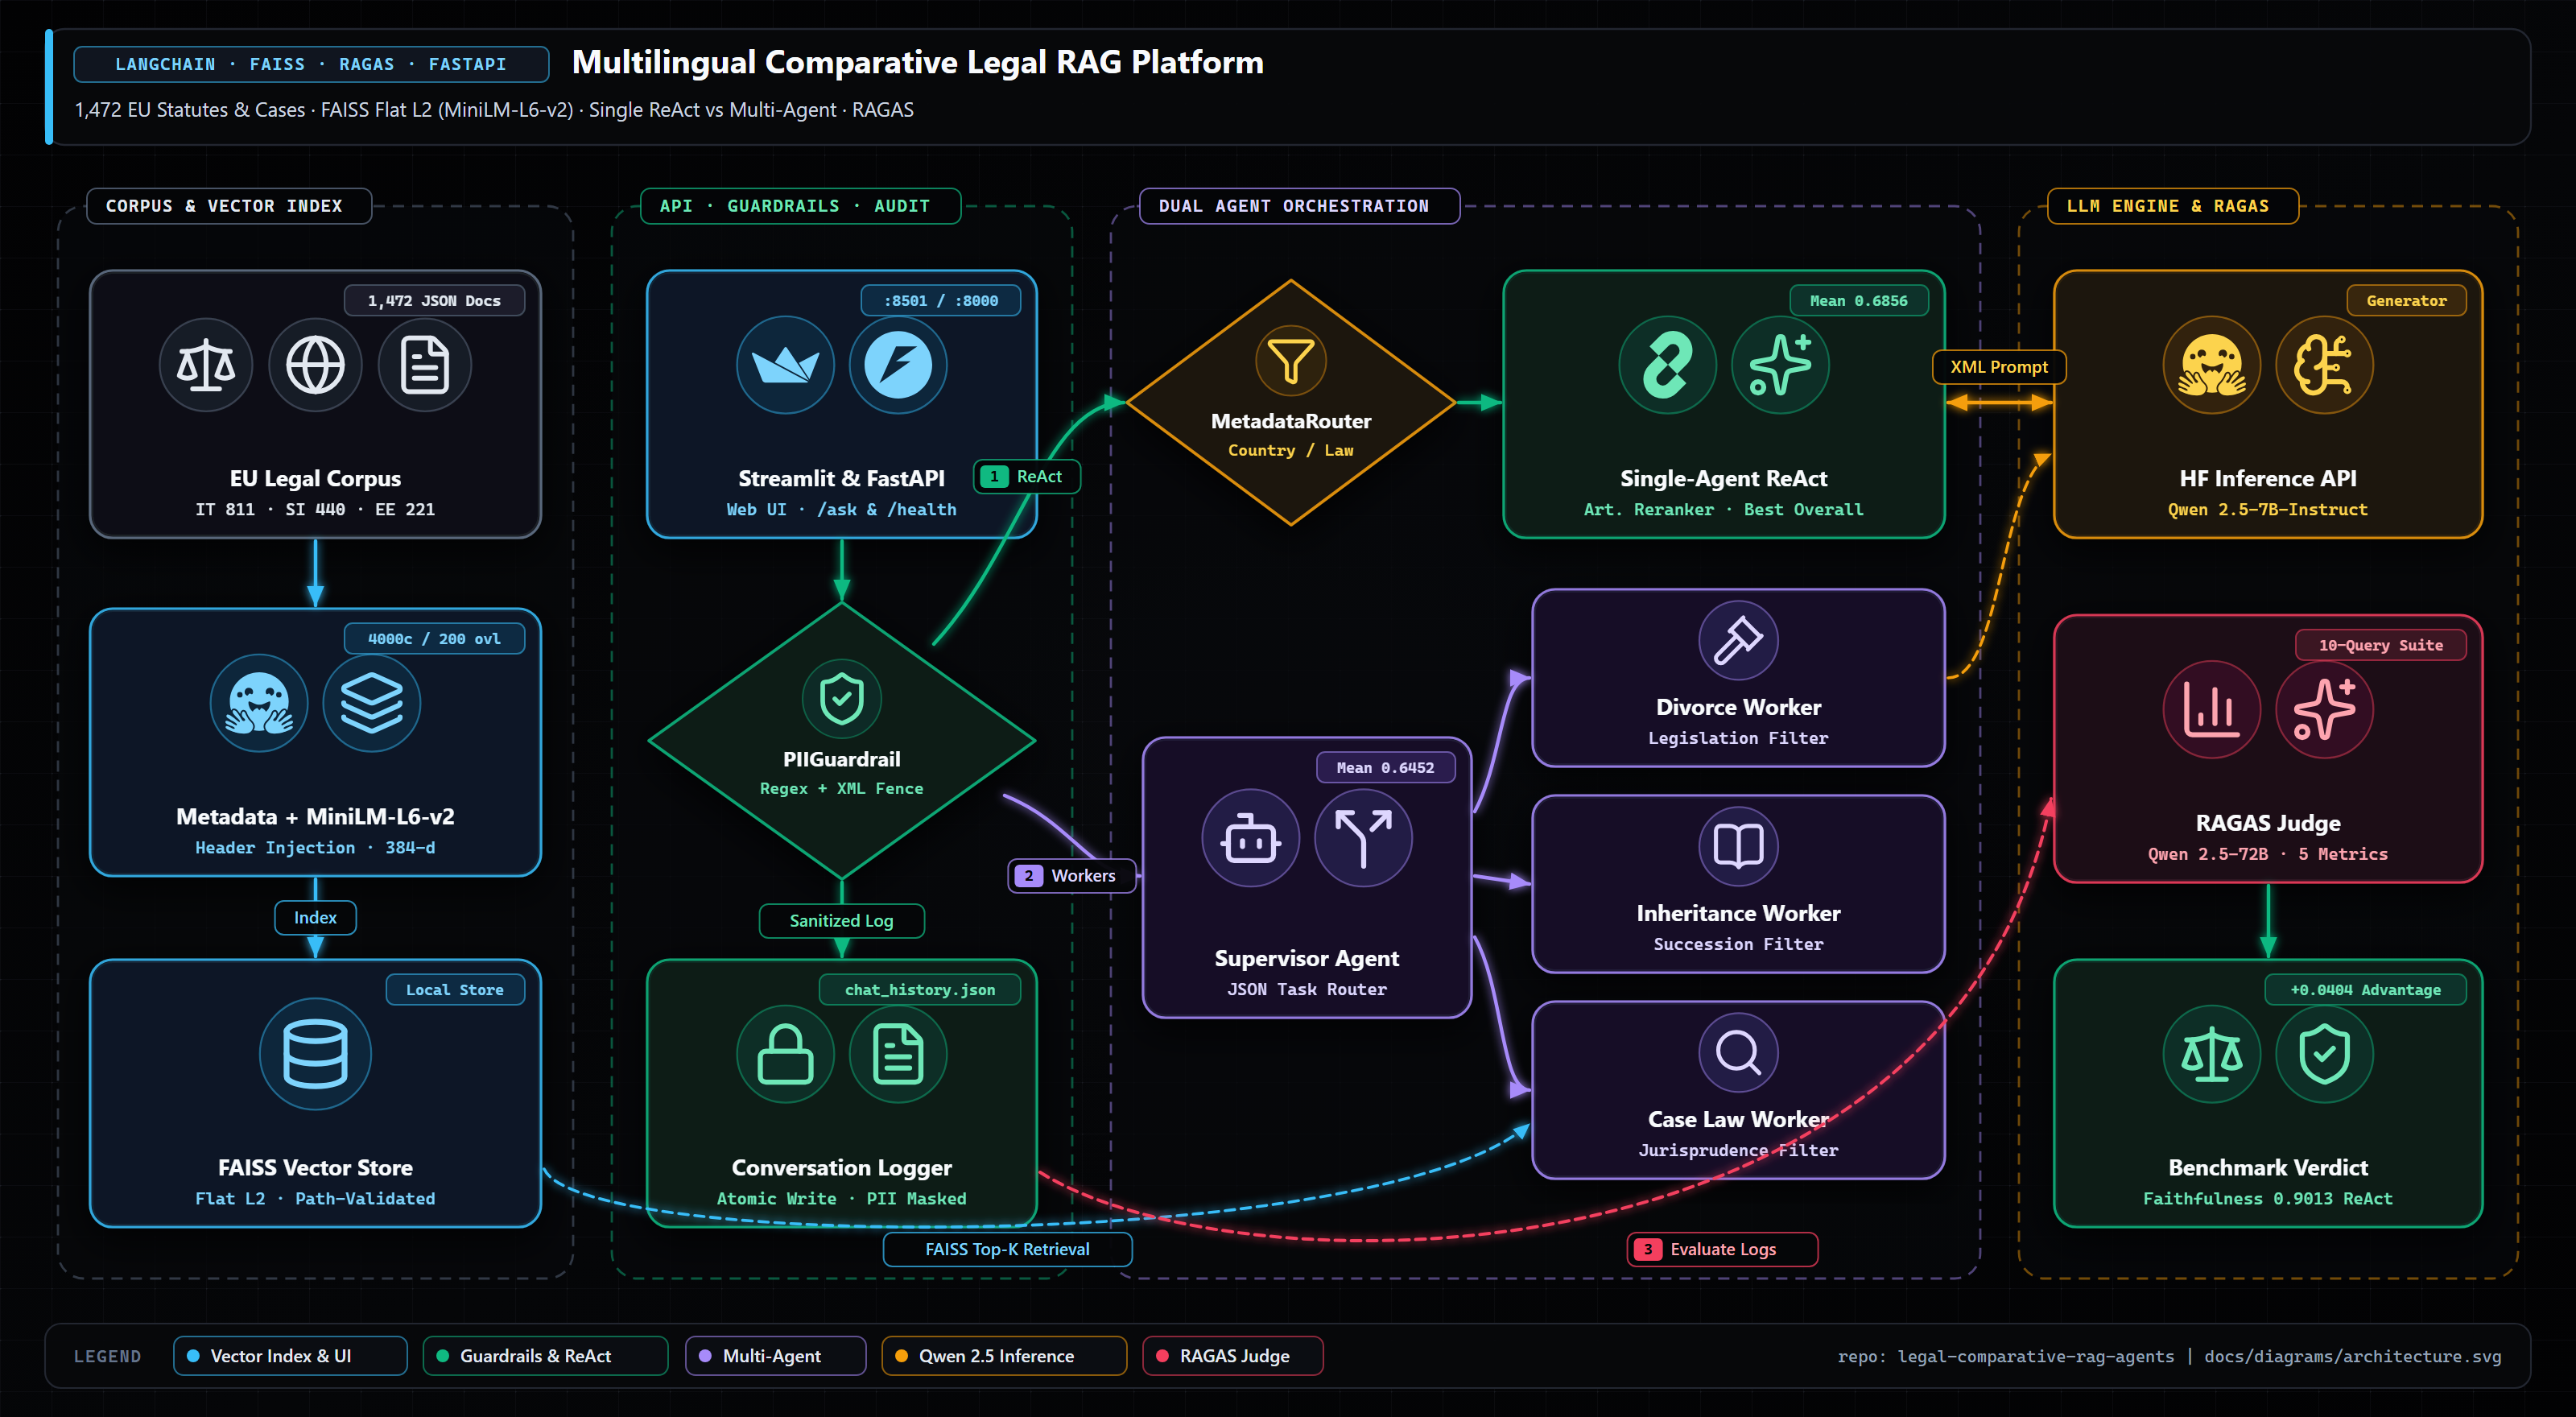 LANGCHAIN · FAISS · RAGAS · FASTAPI
Multilingual Comparative Legal RAG Platform
1,472 EU Statutes & Cases · FAISS Flat L2 (MiniLM-L6-v2) · Single ReAct vs Multi-Agent · RAGAS
CORPUS & VECTOR INDEX
1,472 JSON Docs
EU Legal Corpus
IT 811 · SI 440 · EE 221
4000c / 200 ovl
Metadata + MiniLM-L6-v2
Header Injection · 384-d
Index
Local Store
FAISS Vector Store
Flat L2 · Path-Validated
API · GUARDRAILS · AUDIT
:8501 / :8000
Streamlit & FastAPI
Web UI · /ask & /health
1 ReAct
PIIGuardrail
Regex + XML Fence
2 Workers
Sanitized Log
chat_history.json
Conversation Logger
Atomic Write · PII Masked
FAISS Top-K Retrieval
DUAL AGENT ORCHESTRATION
MetadataRouter
Country / Law
Mean 0.6856
Single-Agent ReAct
Art. Reranker · Best Overall
XML Prompt
Mean 0.6452
Supervisor Agent
JSON Task Router
Divorce Worker
Legislation Filter
Inheritance Worker
Succession Filter
Case Law Worker
Jurisprudence Filter
3 Evaluate Logs
LLM ENGINE & RAGAS
Generator
HF Inference API
Qwen 2.5-7B-Instruct
10-Query Suite
RAGAS Judge
Qwen 2.5-72B · 5 Metrics
+0.0404 Advantage
Benchmark Verdict
Faithfulness 0.9013 ReAct
LEGEND
Vector Index & UI
Guardrails & ReAct
Multi-Agent
Qwen 2.5 Inference
RAGAS Judge
repo: legal-comparative-rag-agents | docs/diagrams/architecture.svg